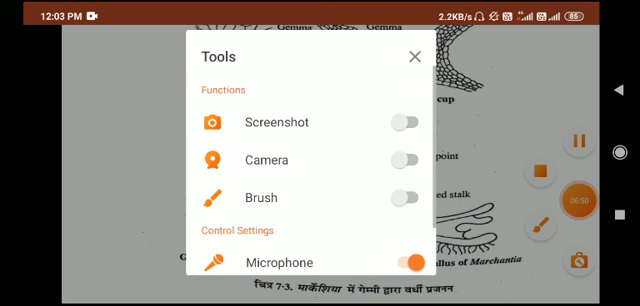 12:03 PM
2.2KB/s 85
Gemma Gemma
Tools
cup
Functions
Screenshot
Camera
point
Brush
ed stalk
06:50
Control Settings
Microphone
allus of Marchantia
चित्र 7·3. मार्केंशिया में गेम्मी द्वारा वर्धी प्रजनन